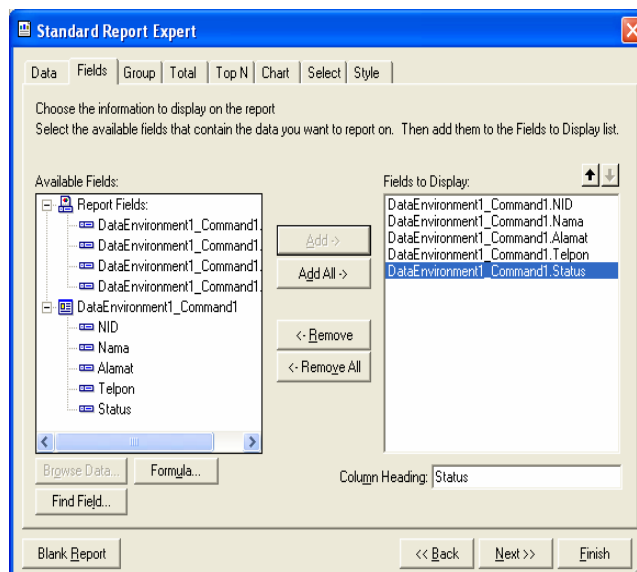 Standard Report Expert
Data Fields Group Total Top N Chart Select Style
Choose the information to display on the report
Select the available fields that contain the data you want to report on. Then add them to the Fields to Display list.
Available Fields:
Report Fields:
DataEnvironment1_Command1.
DataEnvironment1_Command1.
DataEnvironment1_Command1.
DataEnvironment1_Command1.
DataEnvironment1_Command1
NID
Nama
Alamat
Telpon
Status
Browse Data...
Formula...
Find Field...
Add ->
Add All ->
<- Remove
<- Remove All
Fields to Display:
DataEnvironment1_Command1.NID
DataEnvironment1_Command1.Nama
DataEnvironment1_Command1.Alamat
DataEnvironment1_Command1.Telpon
DataEnvironment1_Command1.Status
Column Heading: Status
Blank Report
<< Back
Next >>
Finish